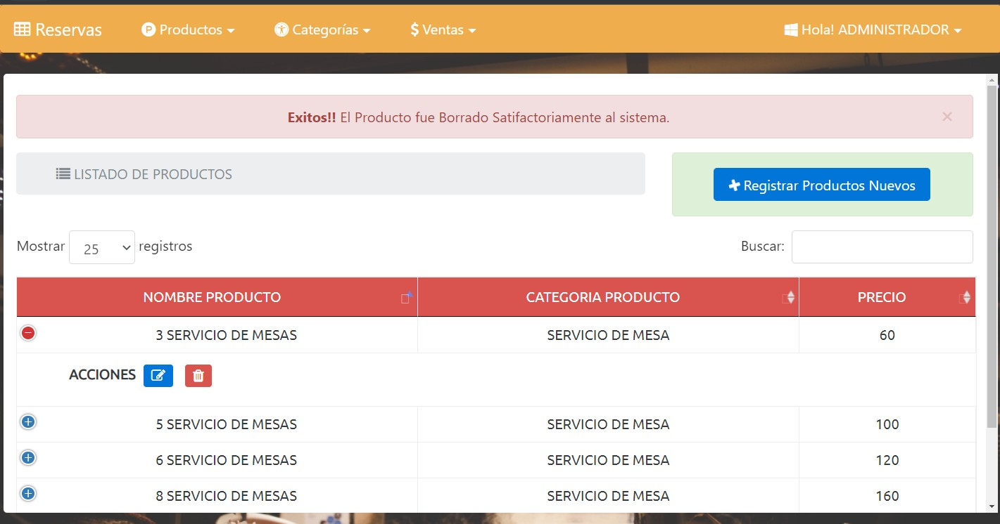 Reservas Productos Categorías $ Ventas Hola! ADMINISTRADOR
Exitos!! El Producto fue Borrado Satifactoriamente al sistema. ×
LISTADO DE PRODUCTOS
Registrar Productos Nuevos
Mostrar 25 registros Buscar:
NOMBRE PRODUCTO CATEGORIA PRODUCTO PRECIO
3 SERVICIO DE MESAS SERVICIO DE MESA 60
ACCIONES
5 SERVICIO DE MESAS SERVICIO DE MESA 100
6 SERVICIO DE MESAS SERVICIO DE MESA 120
8 SERVICIO DE MESAS SERVICIO DE MESA 160